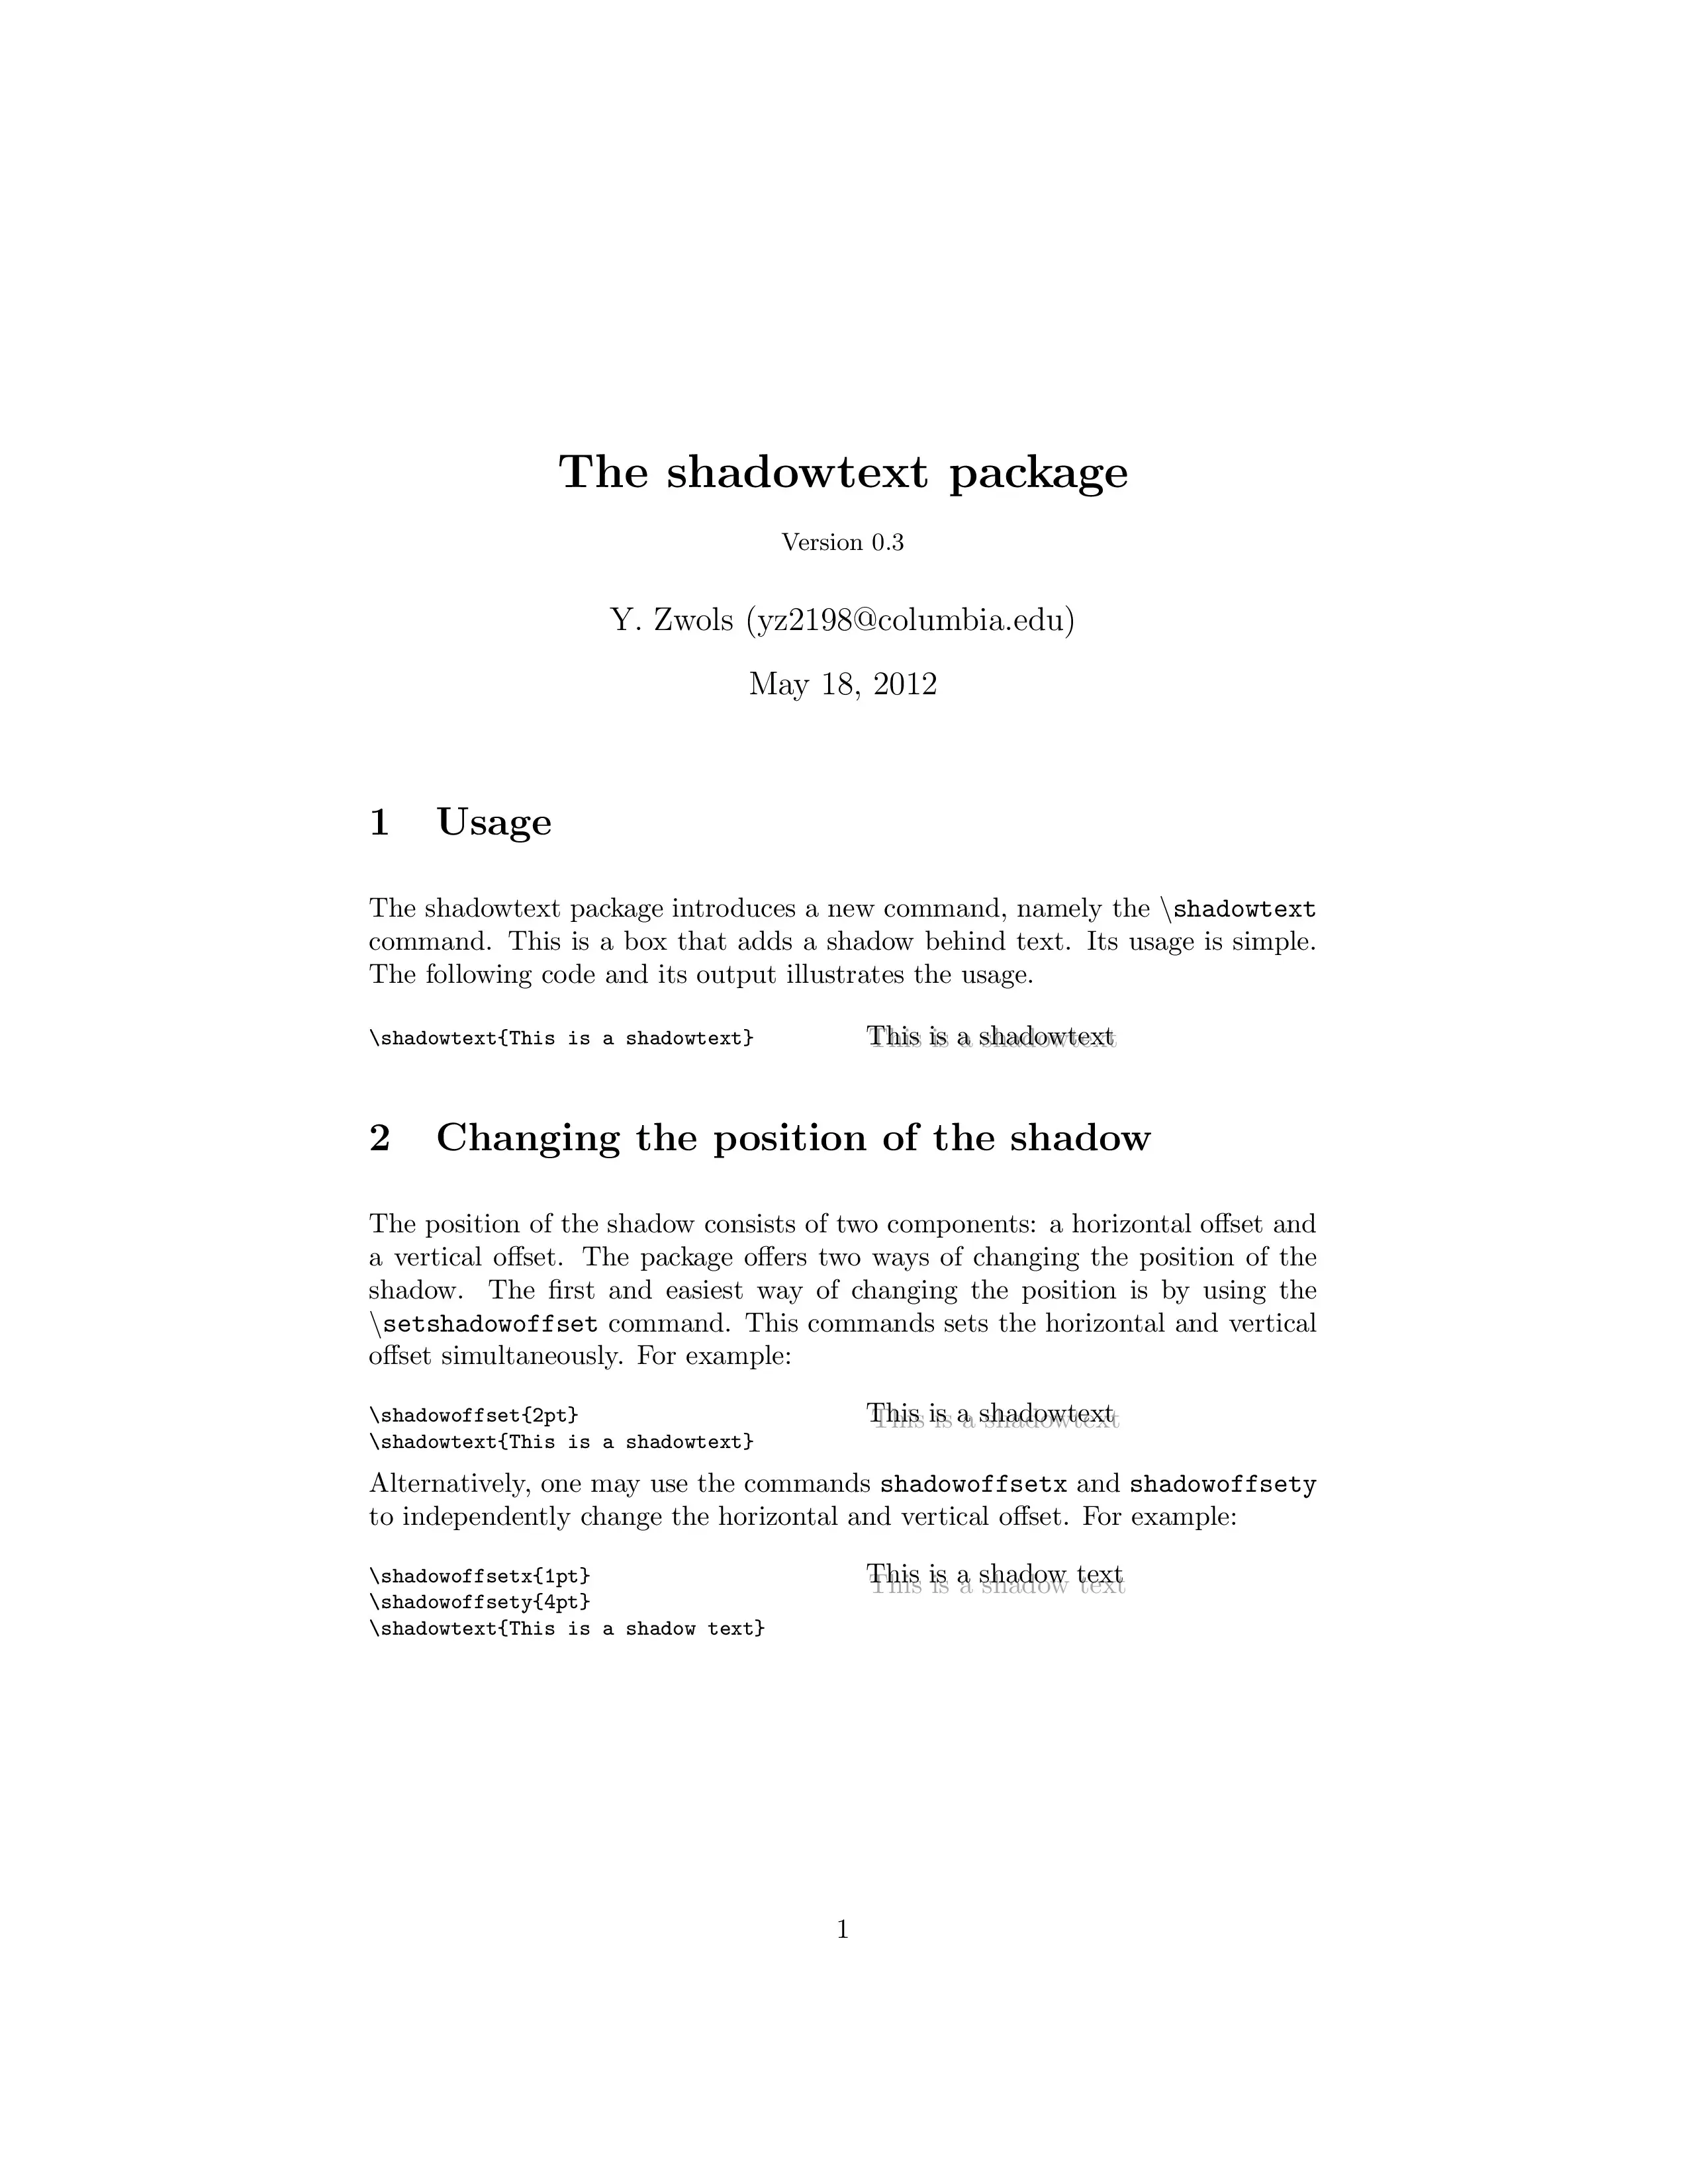 The shadowtext package
Version 0.3
Y. Zwols (yz2198@columbia.edu)
May 18, 2012
1 Usage
The shadowtext package introduces a new command, namely the \shadowtext
command. This is a box that adds a shadow behind text. Its usage is simple.
The following code and its output illustrates the usage.
\shadowtext{This is a shadowtext} This is a shadowtext
2 Changing the position of the shadow
The position of the shadow consists of two components: a horizontal offset and
a vertical offset. The package offers two ways of changing the position of the
shadow. The first and easiest way of changing the position is by using the
\setshadowoffset command. This commands sets the horizontal and vertical
offset simultaneously. For example:
\shadowoffset{2pt} This is a shadowtext
\shadowtext{This is a shadowtext}
Alternatively, one may use the commands shadowoffsetx and shadowoffsety
to independently change the horizontal and vertical offset. For example:
\shadowoffsetx{1pt} This is a shadow text
\shadowoffsety{4pt}
\shadowtext{This is a shadow text}
1